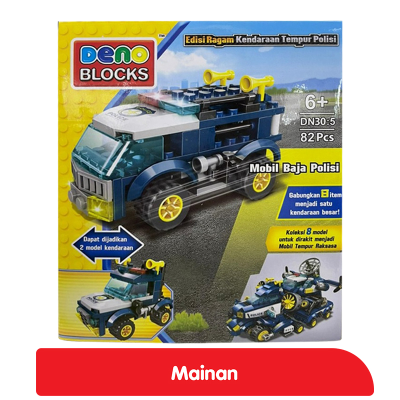 Deno
BLOCKS
Edisi Ragam Kendaraan Tempur Polisi
6+
DN30-5
82 Pcs
Mobil Baja Polisi
Gabungkan 8 item
menjadi satu
kendaraan besar!
Koleksi 8 model
untuk dirakit menjadi
Mobil Tempur Raksasa
Dapat dijadikan
2 model kendaraan
Mainan